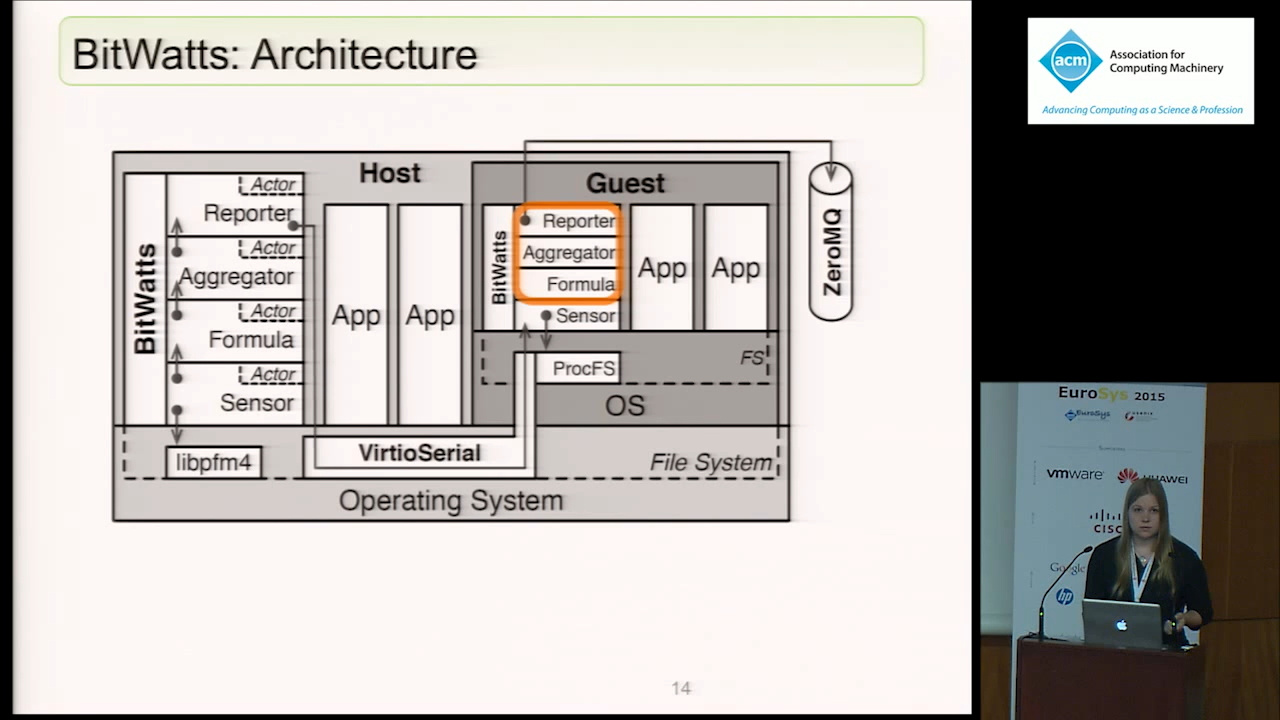 BitWatts: Architecture
Host
Guest
BitWatts
Actor
Reporter
Actor
Aggregator
Actor
Formula
Actor
Sensor
App
App
BitWatts
Reporter
Aggregator
Formula
Sensor
App
App
ProcFS
FS
OS
libpfm4
VirtioSerial
File System
Operating System
ZeroMQ
14
acm
Association for
Computing Machinery
Advancing Computing as a Science & Profession
EuroSys 2015
EUROSYS
vmware
HUAWEI
CISC
Google
hp